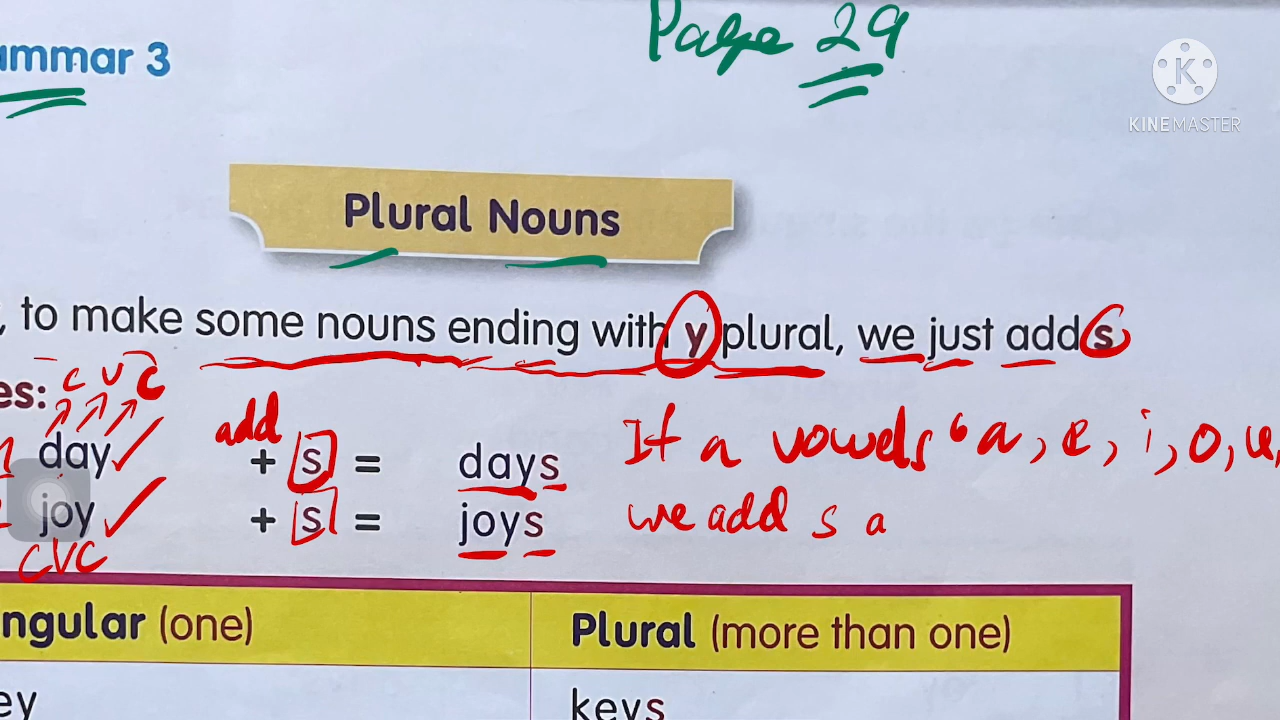 ammar 3
Page 29
KINEMASTER
Plural Nouns
, to make some nouns ending with y plural, we just add s
es:
c v c
day
add
+ s = days
If a vowels " a, e, i, o, u,
joy
+ s = joys
we add s a
CVC
ngular (one)
Plural (more than one)
ey
keys